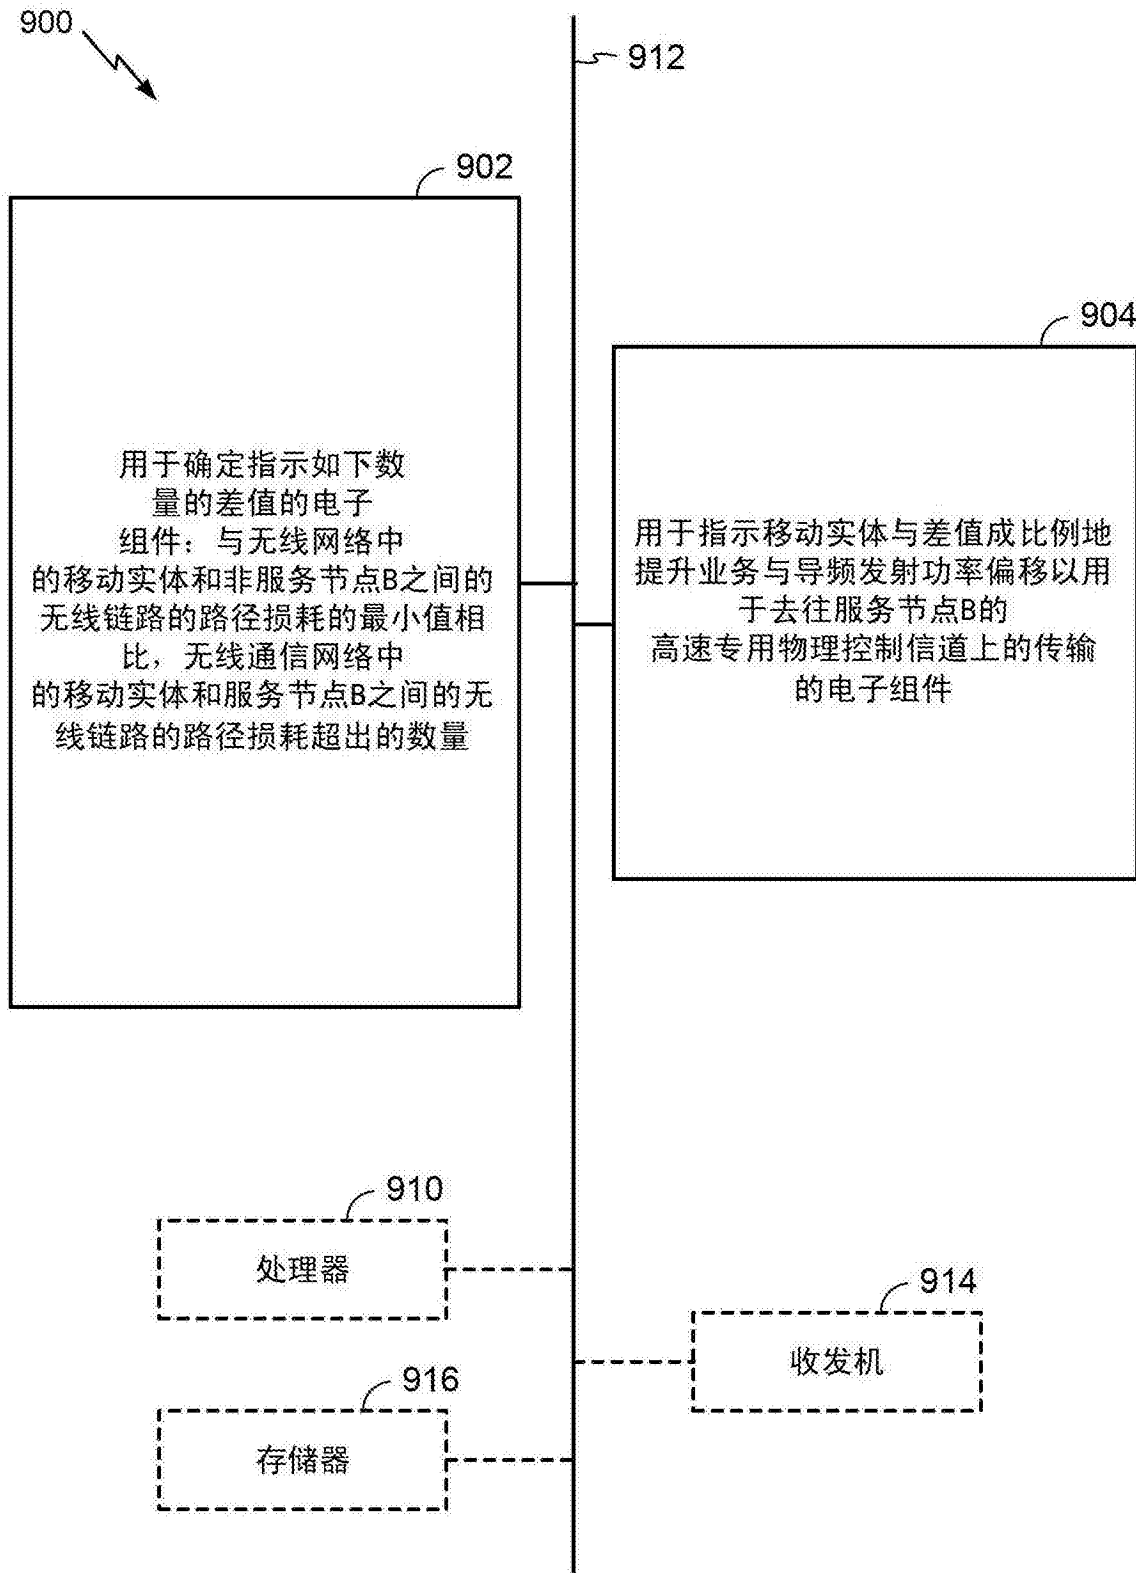 900
912
902
用于确定指示如下数
量的差值的电子
组件：与无线网络中
的移动实体和非服务节点B之间的
无线链路的路径损耗的最小值相
比，无线通信网络中
的移动实体和服务节点B之间的无
线链路的路径损耗超出的数量
904
用于指示移动实体与差值成比例地
提升业务与导频发射功率偏移以用
于去往服务节点B的
高速专用物理控制信道上的传输
的电子组件
910
处理器
914
收发机
916
存储器